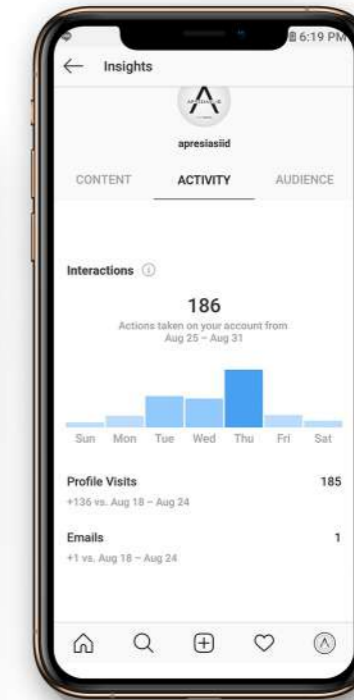 6:19 PM
Insights
apresiasiid
CONTENT ACTIVITY AUDIENCE
Interactions
186
Actions taken on your account from
Aug 25 – Aug 31
Sun Mon Tue Wed Thu Fri Sat
Profile Visits 185
+136 vs. Aug 18 – Aug 24
Emails 1
+1 vs. Aug 18 – Aug 24